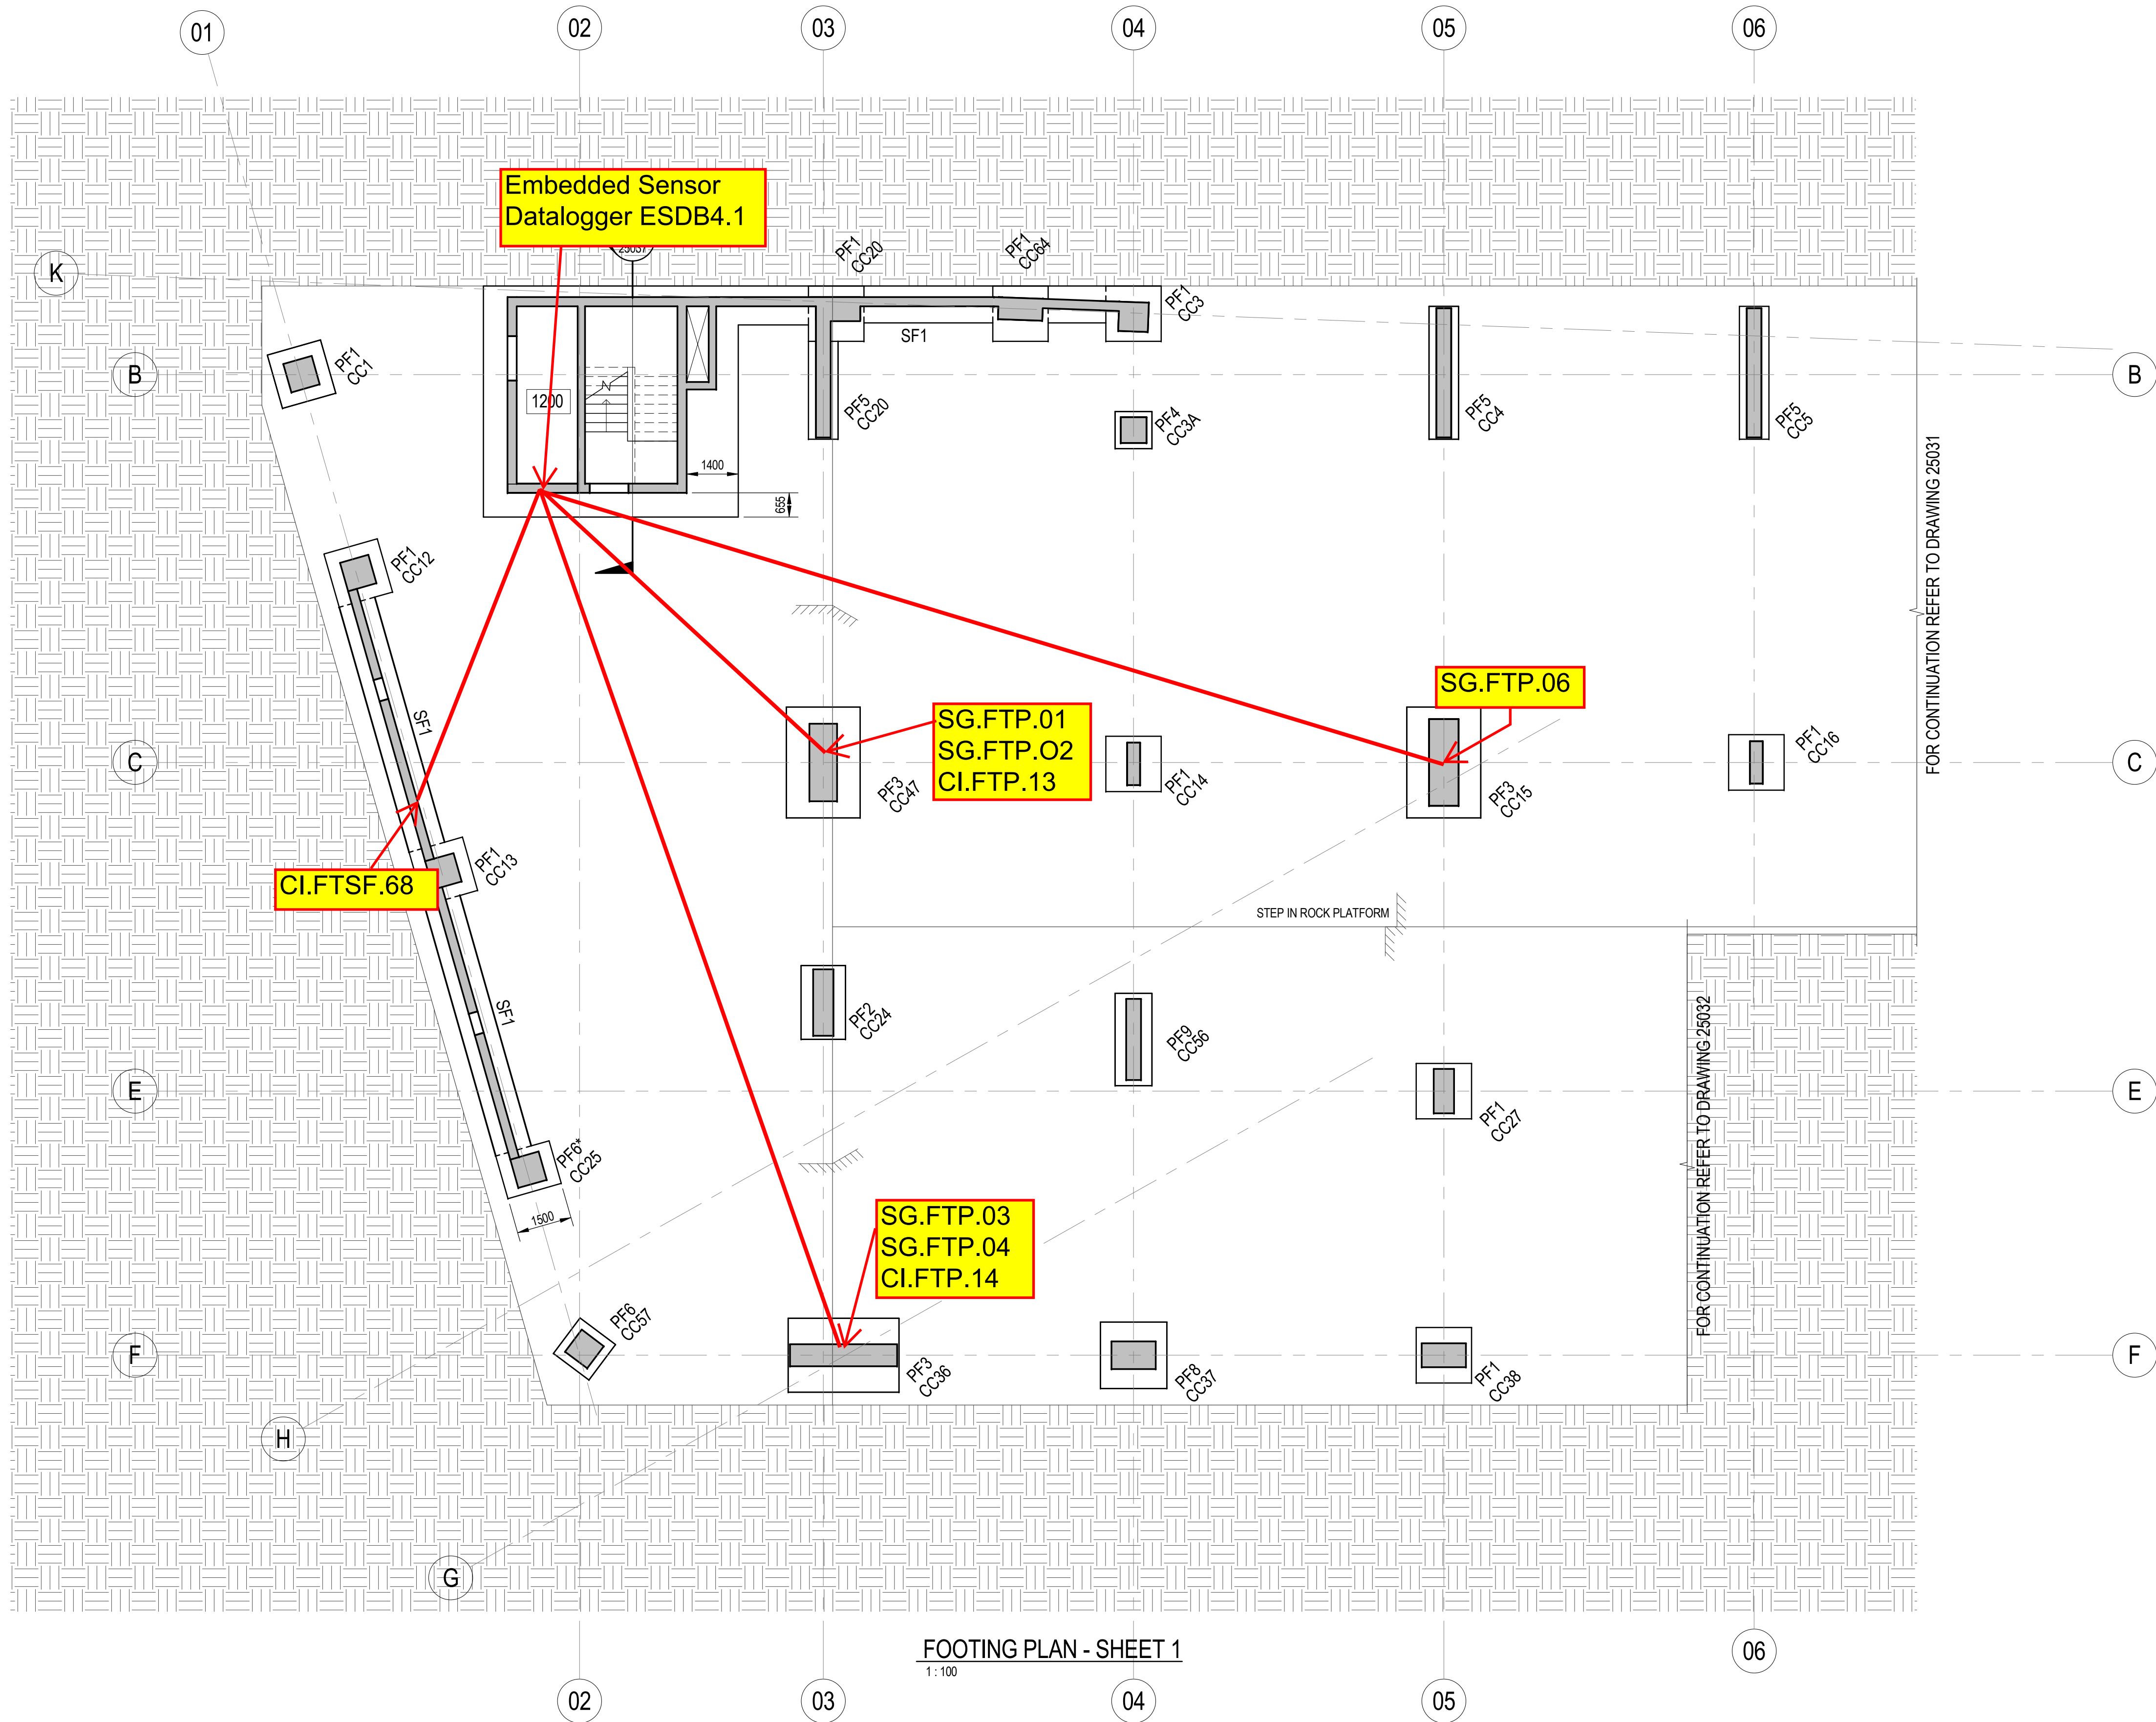 01
02
03
04
05
06
Embedded Sensor
Datalogger ESDB4.1
25037
K
PF1
CC20
PF1
CC64
PF1
CC3
SF1
B
PF1
CC1
1200
PF5
CC20
PF4
CC3A
PF5
CC4
PF5
CC5
B
1400
655
FOR CONTINUATION REFER TO DRAWING 25031
PF1
CC12
SF1
SG.FTP.01
SG.FTP.O2
CI.FTP.13
SG.FTP.06
C
PF3
CC47
PF1
CC14
PF3
CC15
PF1
CC16
C
CI.FTSF.68
PF1
CC13
STEP IN ROCK PLATFORM
SF1
PF2
CC24
PF9
CC56
FOR CONTINUATION REFER TO DRAWING 25032
E
PF1
CC27
E
PF6*
CC25
1500
SG.FTP.03
SG.FTP.04
CI.FTP.14
F
PF6
CC57
PF3
CC36
PF8
CC37
PF1
CC38
F
H
G
FOOTING PLAN - SHEET 1
1 : 100
02
03
04
05
06